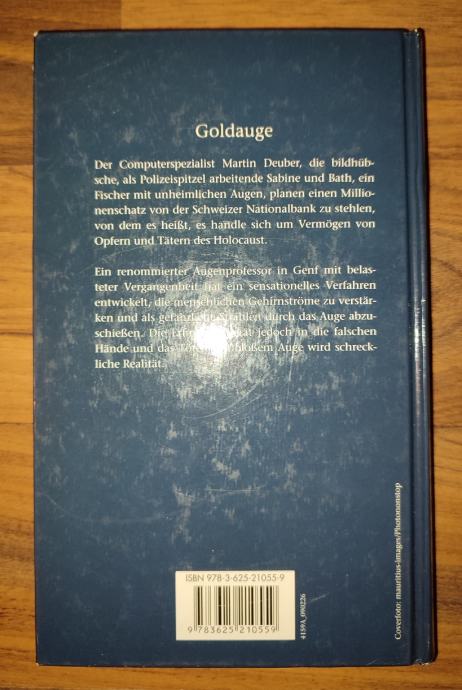 Goldauge
Der Computerspezialist Martin Deuber, die bildhüb-
sche, als Polizeispitzel arbeitende Sabine und Bath, ein
Fischer mit unheimlichen Augen, planen einen Millio-
nenschatz von der Schweizer Nationalbank zu stehlen,
von dem es heißt, es handle sich um Vermögen von
Opfern und Tätern des Holocaust.
Ein renommierter Augenprofessor in Genf mit belas-
teter Vergangenheit hat ein sensationelles Verfahren
entwickelt, die menschlichen Gehirnströme zu verstär-
ken und als gefährliche Strahlen durch das Auge abzu-
schießen. Die jedoch in die falschen
Hände und das Auge wird schreck-
liche Realität.
ISBN 978-3-625-21055-9
9 783625 210559
4159A_090226
Coverfoto: mauritius-images/Photononstop